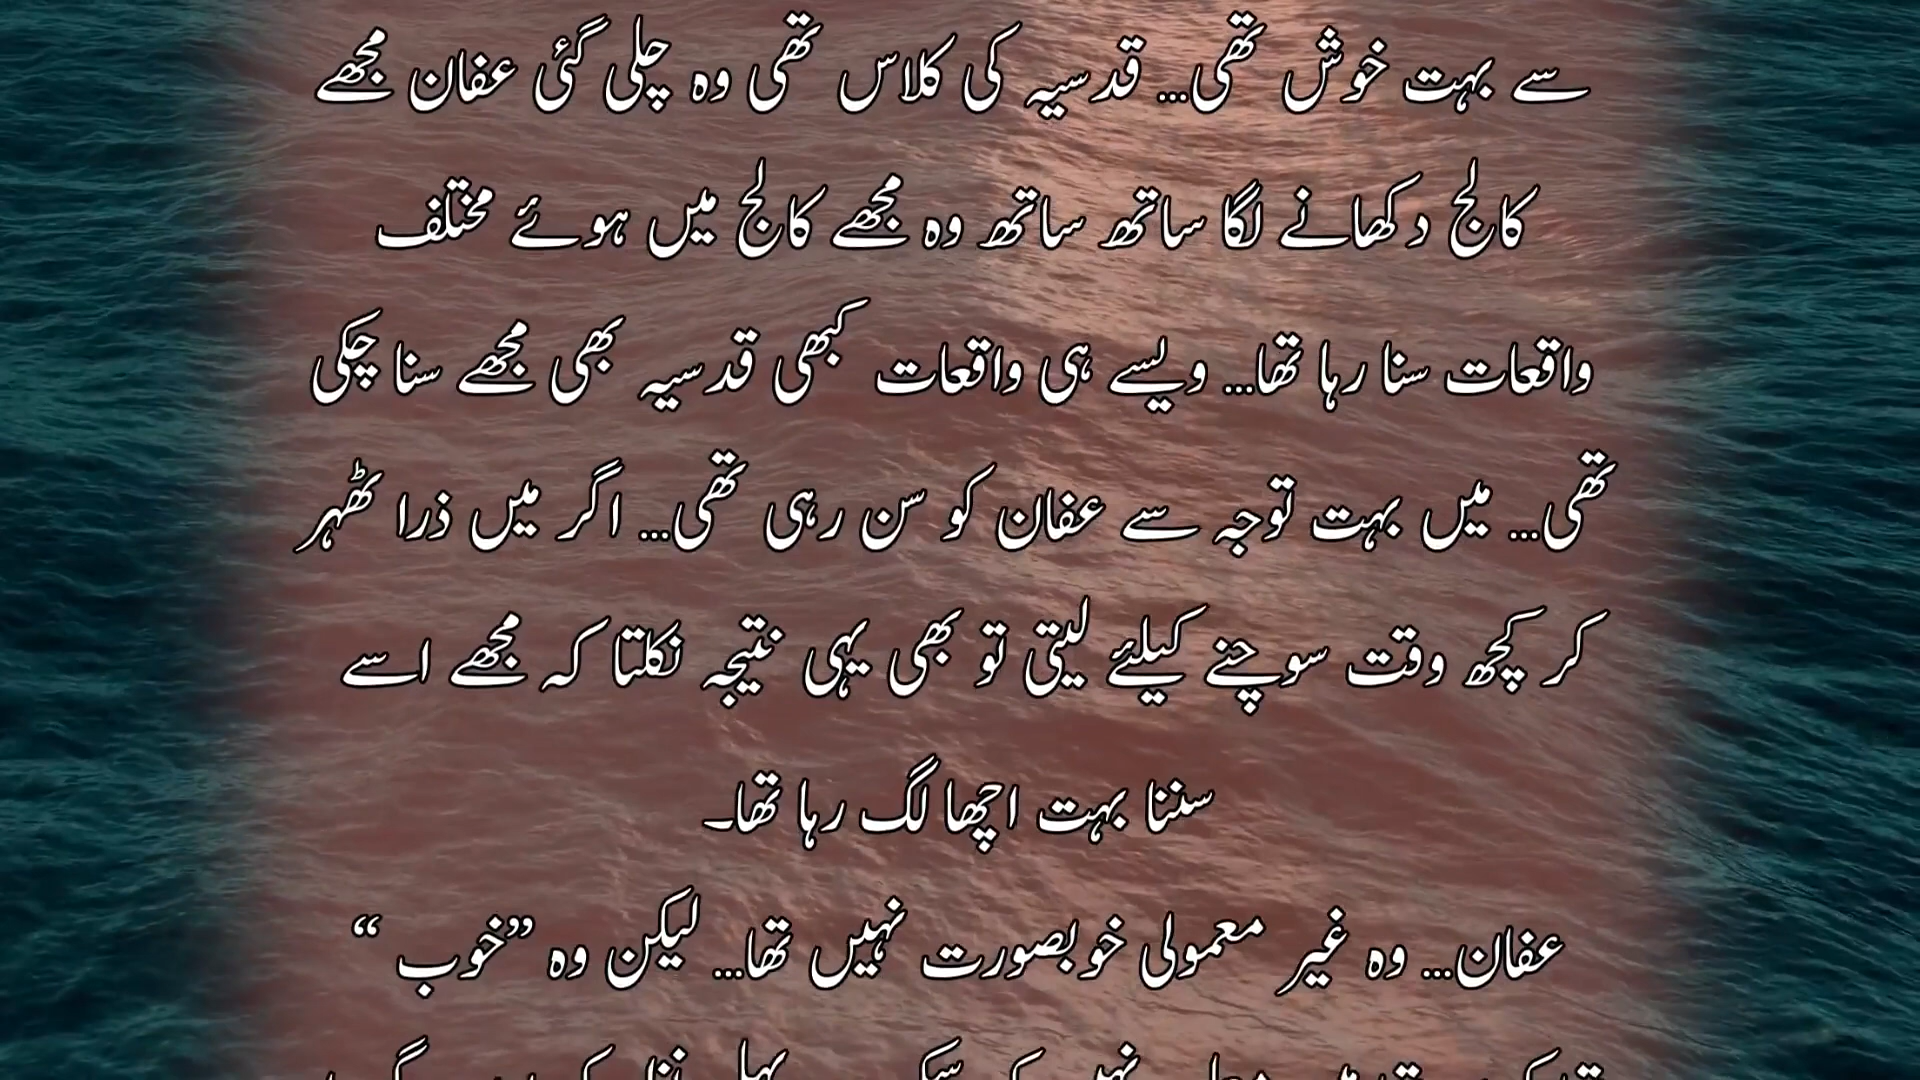 سے بہت خوش تھی... قدسیہ کی کلاس تھی وہ چلی گئی عفان مجھے
کالج دکھانے لگا ساتھ ساتھ وہ مجھے کالج میں ہوئے مختلف
واقعات سنا رہا تھا... ویسے ہی واقعات کبھی قدسیہ بھی مجھے سنا چکی
تھی... میں بہت توجہ سے عفان کو سن رہی تھی... اگر میں ذرا ٹھہر
کر کچھ وقت سوچنے کیلئے لیتی تو بھی یہی نتیجہ نکلتا کہ مجھے اسے
سننا بہت اچھا لگ رہا تھا۔
عفان... وہ غیر معمولی خوبصورت نہیں تھا... لیکن وہ ”خوب“